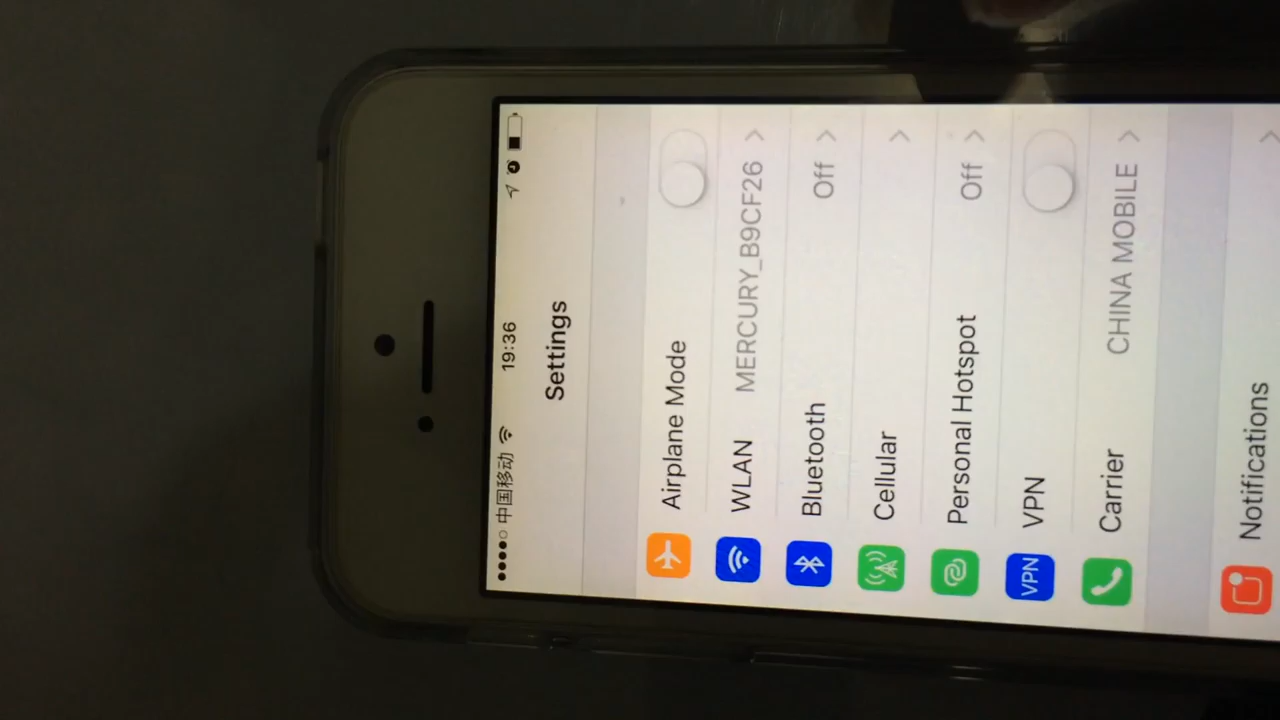 ●●●●○ 中国移动 19:36
Settings
Airplane Mode
WLAN MERCURY_B9CF26
Bluetooth Off
Cellular
Personal Hotspot Off
VPN VPN
Carrier CHINA MOBILE
Notifications